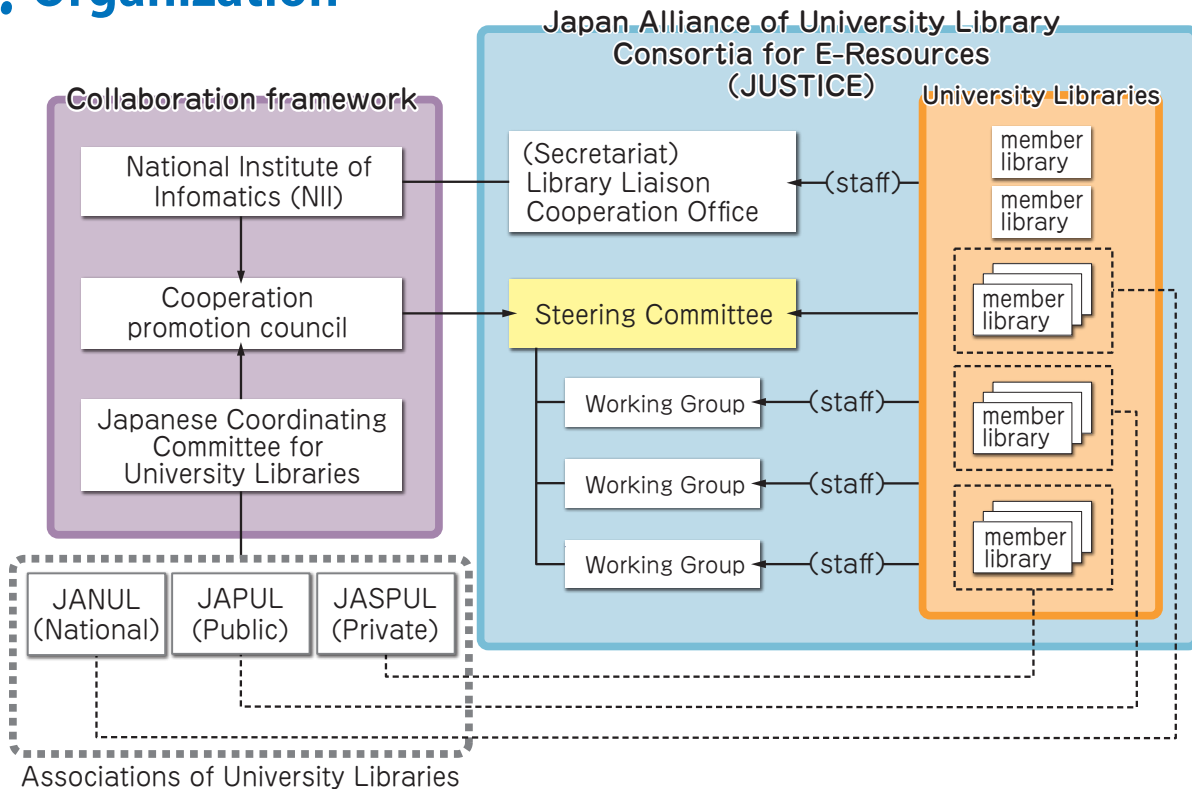 Organization
Japan Alliance of University Library
Consortia for E-Resources
(JUSTICE)
Collaboration framework
National Institute of
Infomatics (NII)
Cooperation
promotion council
Japanese Coordinating
Committee for
University Libraries
(Secretariat)
Library Liaison
Cooperation Office
(staff)
Steering Committee
Working Group
(staff)
Working Group
(staff)
Working Group
(staff)
University Libraries
member
library
member
library
member
library
member
library
member
library
JANUL
(National)
JAPUL
(Public)
JASPUL
(Private)
Associations of University Libraries